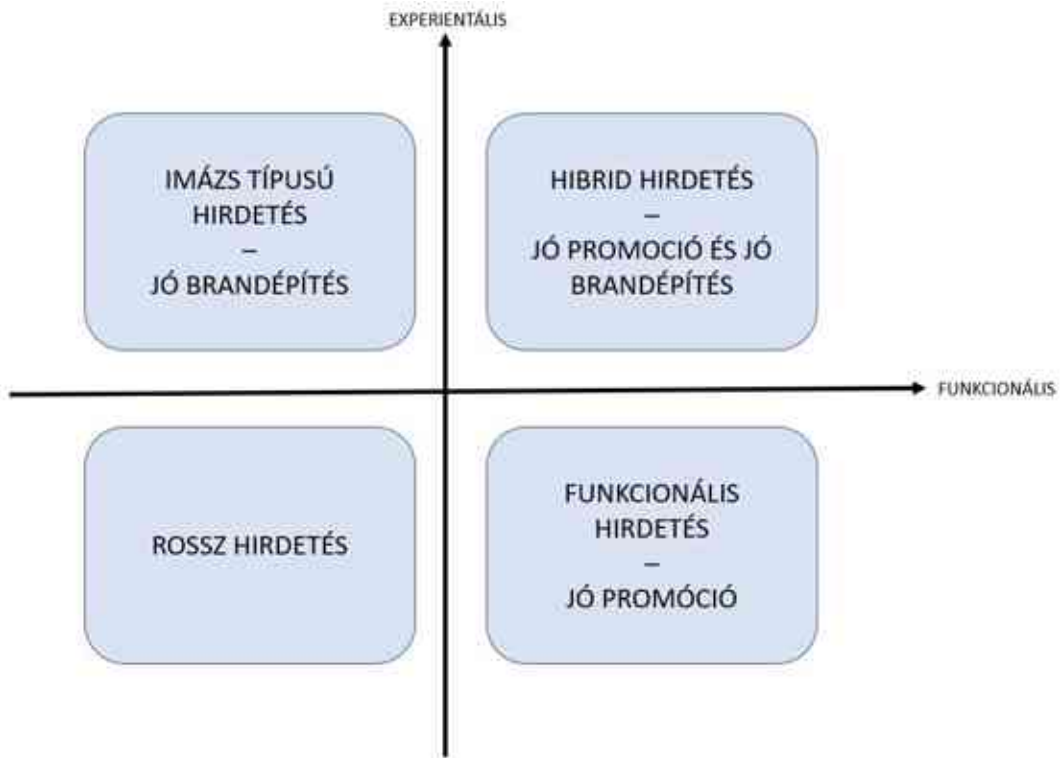 EXPERIENTÁLIS
IMÁZS TÍPUSÚ
HIRDETÉS
–
JÓ BRANDÉPÍTÉS
HIBRID HIRDETÉS
–
JÓ PROMOCIÓ ÉS JÓ
BRANDÉPÍTÉS
FUNKCIONÁLIS
ROSSZ HIRDETÉS
FUNKCIONÁLIS
HIRDETÉS
–
JÓ PROMÓCIÓ